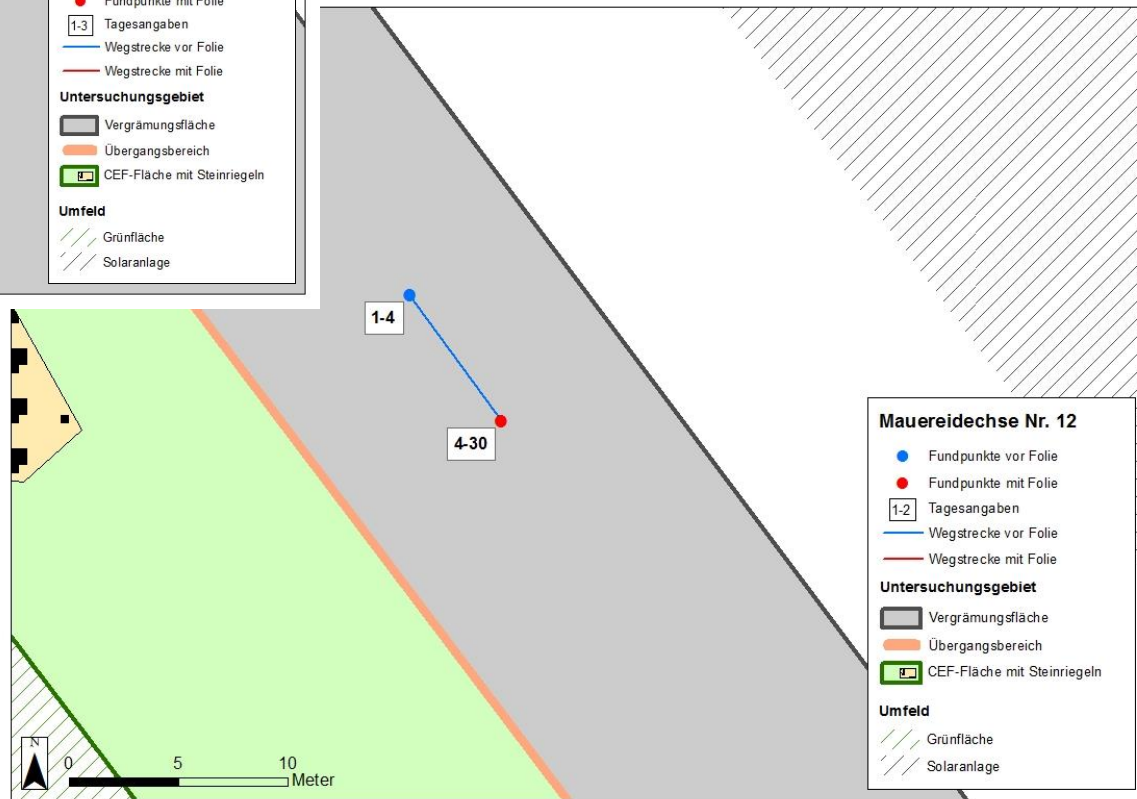 Fundpunkte mit Folie
1-3 Tagesangaben
Wegstrecke vor Folie
Wegstrecke mit Folie
Untersuchungsgebiet
Vergrämungsfläche
Übergangsbereich
CEF-Fläche mit Steinriegeln
Umfeld
Grünfläche
Solaranlage
1-4
4-30
Mauereidechse Nr. 12
Fundpunkte vor Folie
Fundpunkte mit Folie
1-2 Tagesangaben
Wegstrecke vor Folie
Wegstrecke mit Folie
Untersuchungsgebiet
Vergrämungsfläche
Übergangsbereich
CEF-Fläche mit Steinriegeln
Umfeld
Grünfläche
Solaranlage
N
0 5 10
Meter